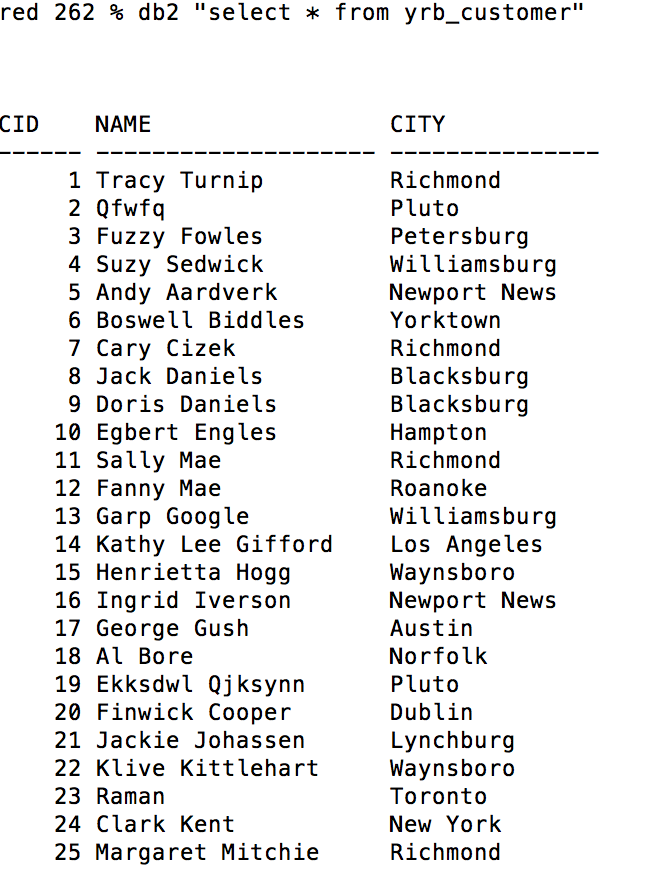 red 262 % db2 "select * from yrb_customer"
CID NAME CITY
------ -------------------- ---------------
1 Tracy Turnip Richmond
2 Qfwfq Pluto
3 Fuzzy Fowles Petersburg
4 Suzy Sedwick Williamsburg
5 Andy Aardverk Newport News
6 Boswell Biddles Yorktown
7 Cary Cizek Richmond
8 Jack Daniels Blacksburg
9 Doris Daniels Blacksburg
10 Egbert Engles Hampton
11 Sally Mae Richmond
12 Fanny Mae Roanoke
13 Garp Google Williamsburg
14 Kathy Lee Gifford Los Angeles
15 Henrietta Hogg Waynsboro
16 Ingrid Iverson Newport News
17 George Gush Austin
18 Al Bore Norfolk
19 Ekksdwl Qjksynn Pluto
20 Finwick Cooper Dublin
21 Jackie Johassen Lynchburg
22 Klive Kittlehart Waynsboro
23 Raman Toronto
24 Clark Kent New York
25 Margaret Mitchie Richmond